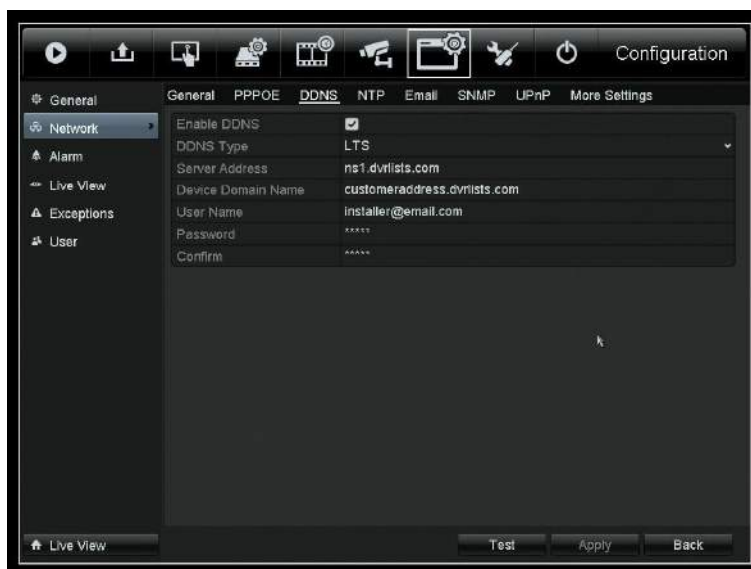 Configuration
General PPPOE DDNS NTP Email SNMP UPnP More Settings
General
Network
Alarm
Live View
Exceptions
User
Enable DDNS
DDNS Type LTS
Server Address ns1.dvrlists.com
Device Domain Name customeraddress.dvrlists.com
User Name installer@email.com
Password *****
Confirm *****
Live View
Test Apply Back